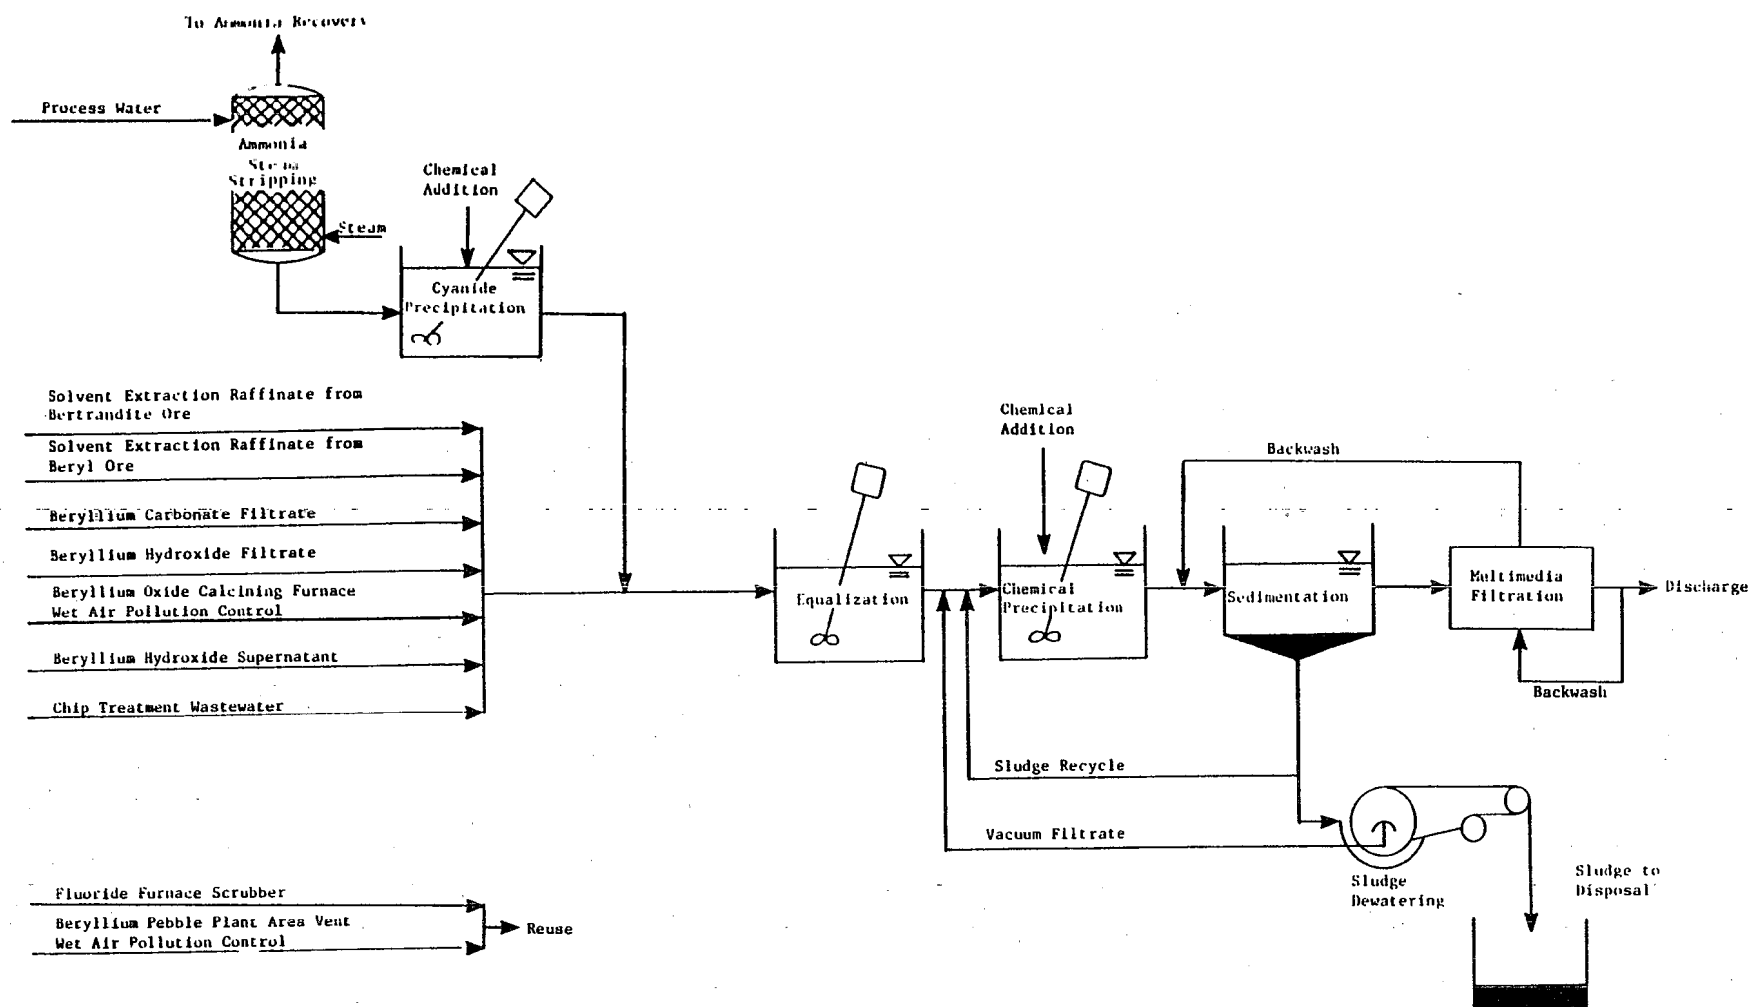 To Ammonia Recovery
Process Water
Ammonia
Steam
Stripping
Steam
Chemical
Addition
Cyanide
Precipitation
Solvent Extraction Raffinate from
Bertrandite Ore
Solvent Extraction Raffinate from
Beryl Ore
Beryllium Carbonate Filtrate
Beryllium Hydroxide Filtrate
Beryllium Oxide Calcining Furnace
Wet Air Pollution Control
Beryllium Hydroxide Supernatant
Chip Treatment Wastewater
Equalization
Chemical
Addition
Chemical
Precipitation
Backwash
Sedimentation
Multimedia
Filtration
Discharge
Backwash
Sludge Recycle
Vacuum Filtrate
Sludge
Dewatering
Sludge to
Disposal
Fluoride Furnace Scrubber
Beryllium Pebble Plant Area Vent
Wet Air Pollution Control
Reuse